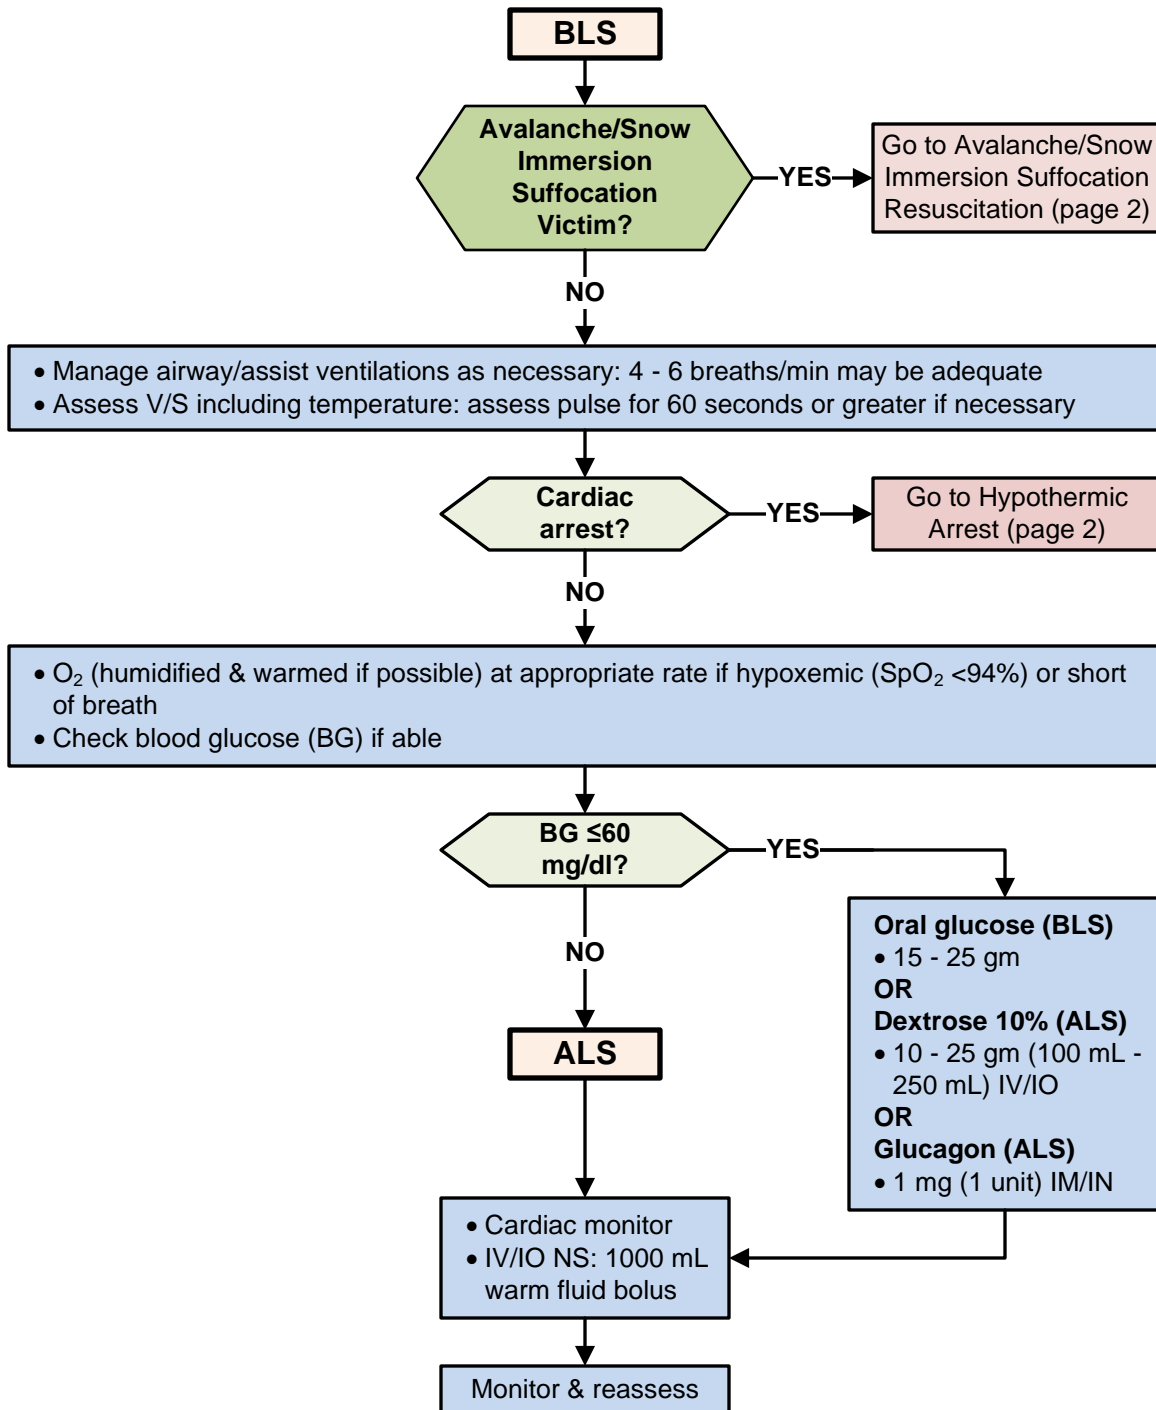 BLS
Avalanche/Snow
Immersion
Suffocation
Victim?
YES
Go to Avalanche/Snow
Immersion Suffocation
Resuscitation (page 2)
NO
• Manage airway/assist ventilations as necessary: 4 - 6 breaths/min may be adequate
• Assess V/S including temperature: assess pulse for 60 seconds or greater if necessary
Cardiac
arrest?
YES
Go to Hypothermic
Arrest (page 2)
NO
• O₂ (humidified & warmed if possible) at appropriate rate if hypoxemic (SpO₂ <94%) or short
of breath
• Check blood glucose (BG) if able
BG ≤60
mg/dl?
YES
NO
Oral glucose (BLS)
• 15 - 25 gm
OR
Dextrose 10% (ALS)
• 10 - 25 gm (100 mL -
250 mL) IV/IO
OR
Glucagon (ALS)
• 1 mg (1 unit) IM/IN
ALS
• Cardiac monitor
• IV/IO NS: 1000 mL
warm fluid bolus
Monitor & reassess